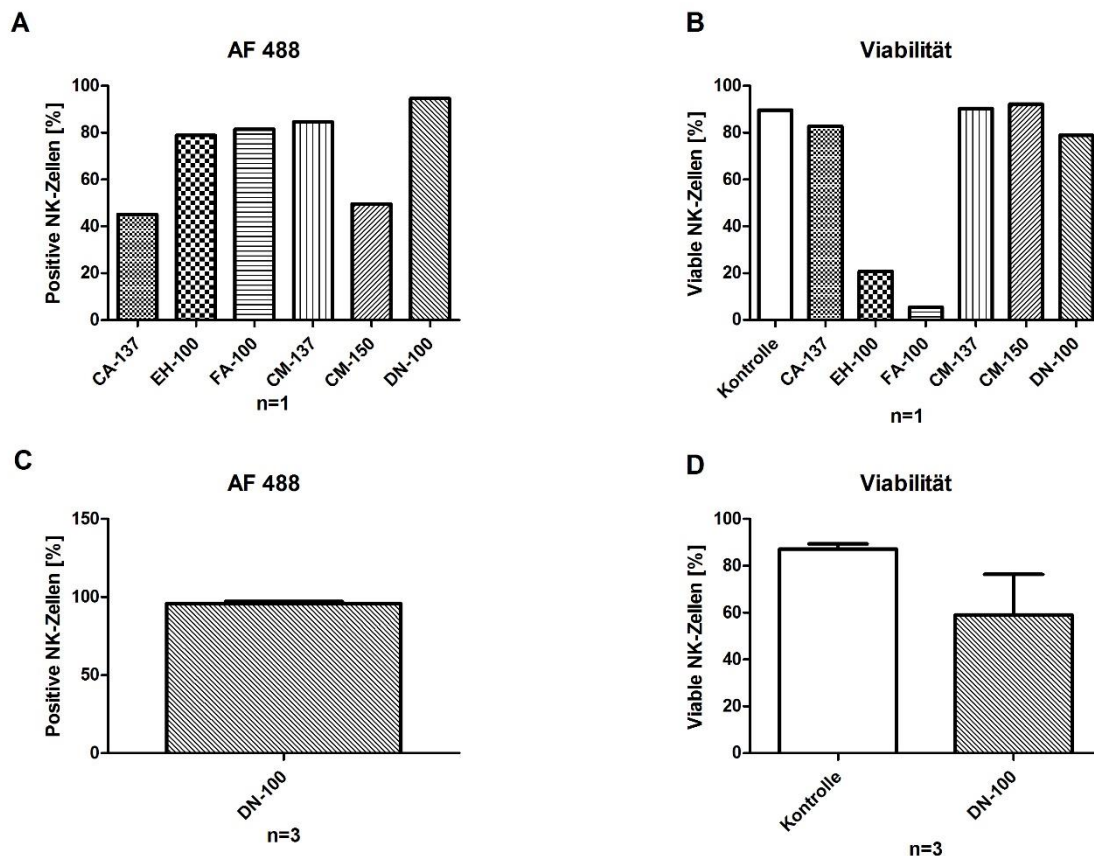 A
AF 488
Positive NK-Zellen [%]
100
80
60
40
20
0
CA-137
EH-100
FA-100
CM-137
CM-150
DN-100
n=1
B
Viabilität
Viable NK-Zellen [%]
100
80
60
40
20
0
Kontrolle
CA-137
EH-100
FA-100
CM-137
CM-150
DN-100
n=1
C
AF 488
Positive NK-Zellen [%]
150
100
50
0
DN-100
n=3
D
Viabilität
Viable NK-Zellen [%]
100
80
60
40
20
0
Kontrolle
DN-100
n=3